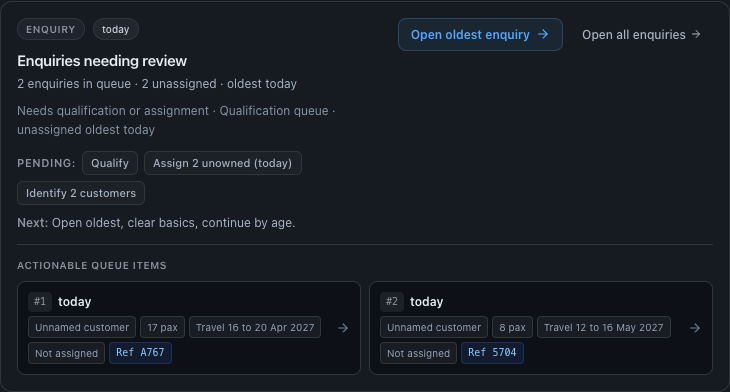 ENQUIRY today Open oldest enquiry → Open all enquiries →
Enquiries needing review
2 enquiries in queue · 2 unassigned · oldest today
Needs qualification or assignment · Qualification queue ·
unassigned oldest today
PENDING: Qualify Assign 2 unowned (today)
Identify 2 customers
Next: Open oldest, clear basics, continue by age.
ACTIONABLE QUEUE ITEMS
#1 today
Unnamed customer 17 pax Travel 16 to 20 Apr 2027 →
Not assigned Ref A767
#2 today
Unnamed customer 8 pax Travel 12 to 16 May 2027 →
Not assigned Ref 5704